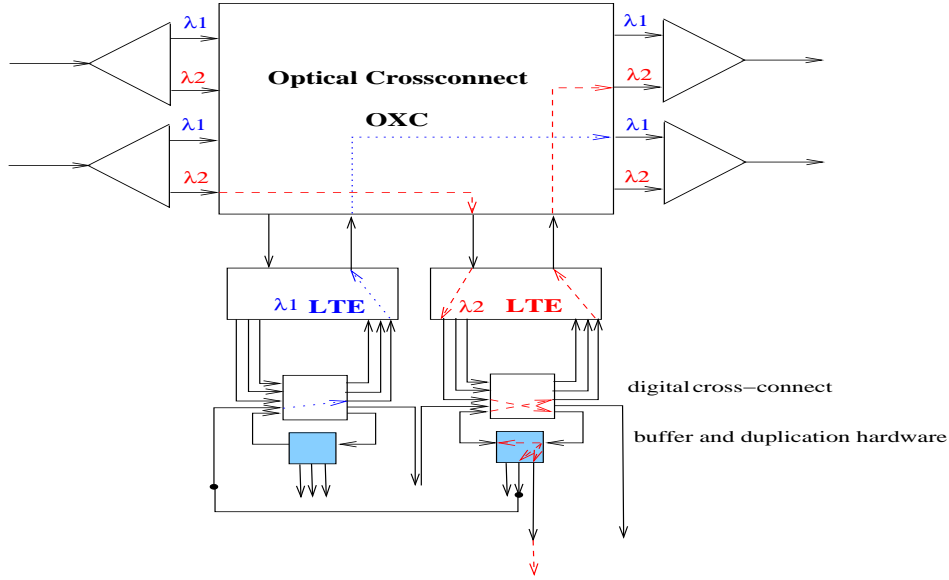 λ1
λ1
λ2
Optical Crossconnect
λ2
OXC
λ1
λ1
λ2
λ2
λ1 LTE
λ2 LTE
digital cross-connect
buffer and duplication hardware